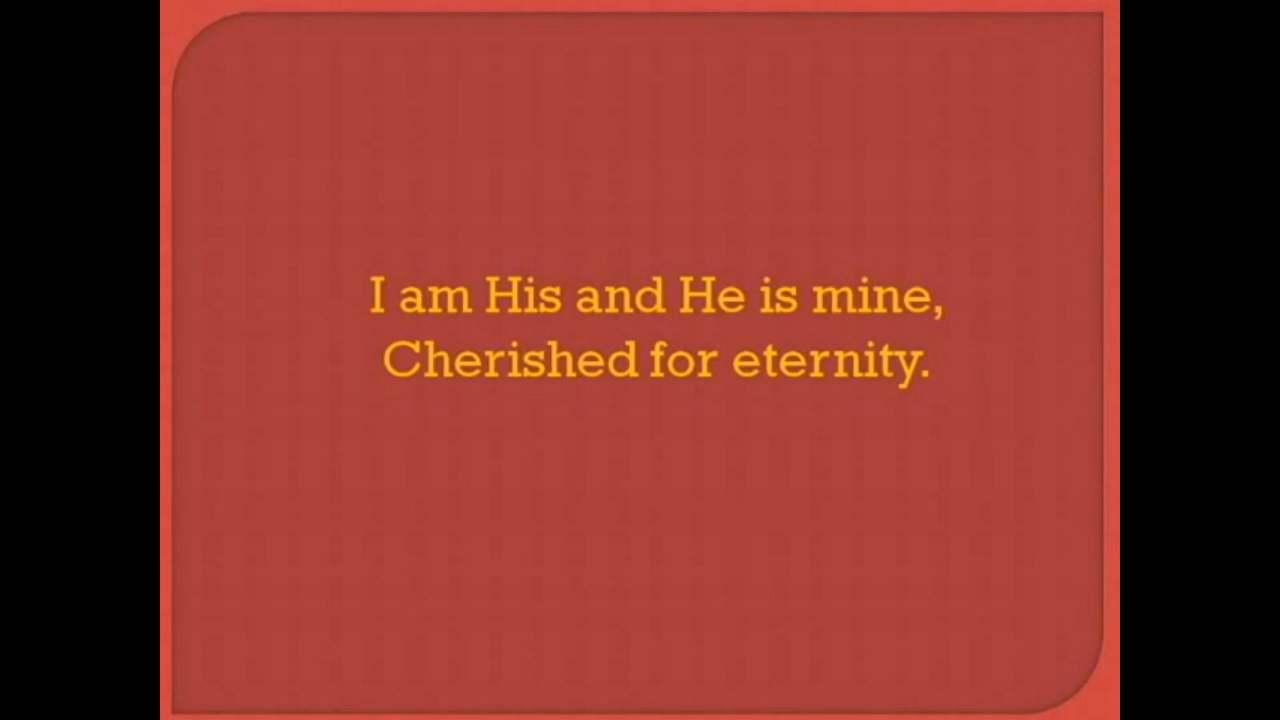 I am His and He is mine,
Cherished for eternity.